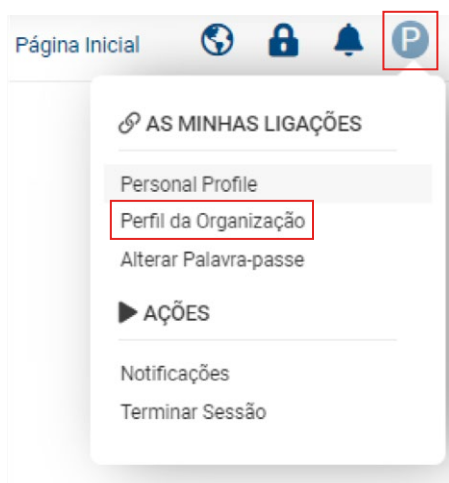 Página Inicial
P
AS MINHAS LIGAÇÕES
Personal Profile
Perfil da Organização
Alterar Palavra-passe
AÇÕES
Notificações
Terminar Sessão